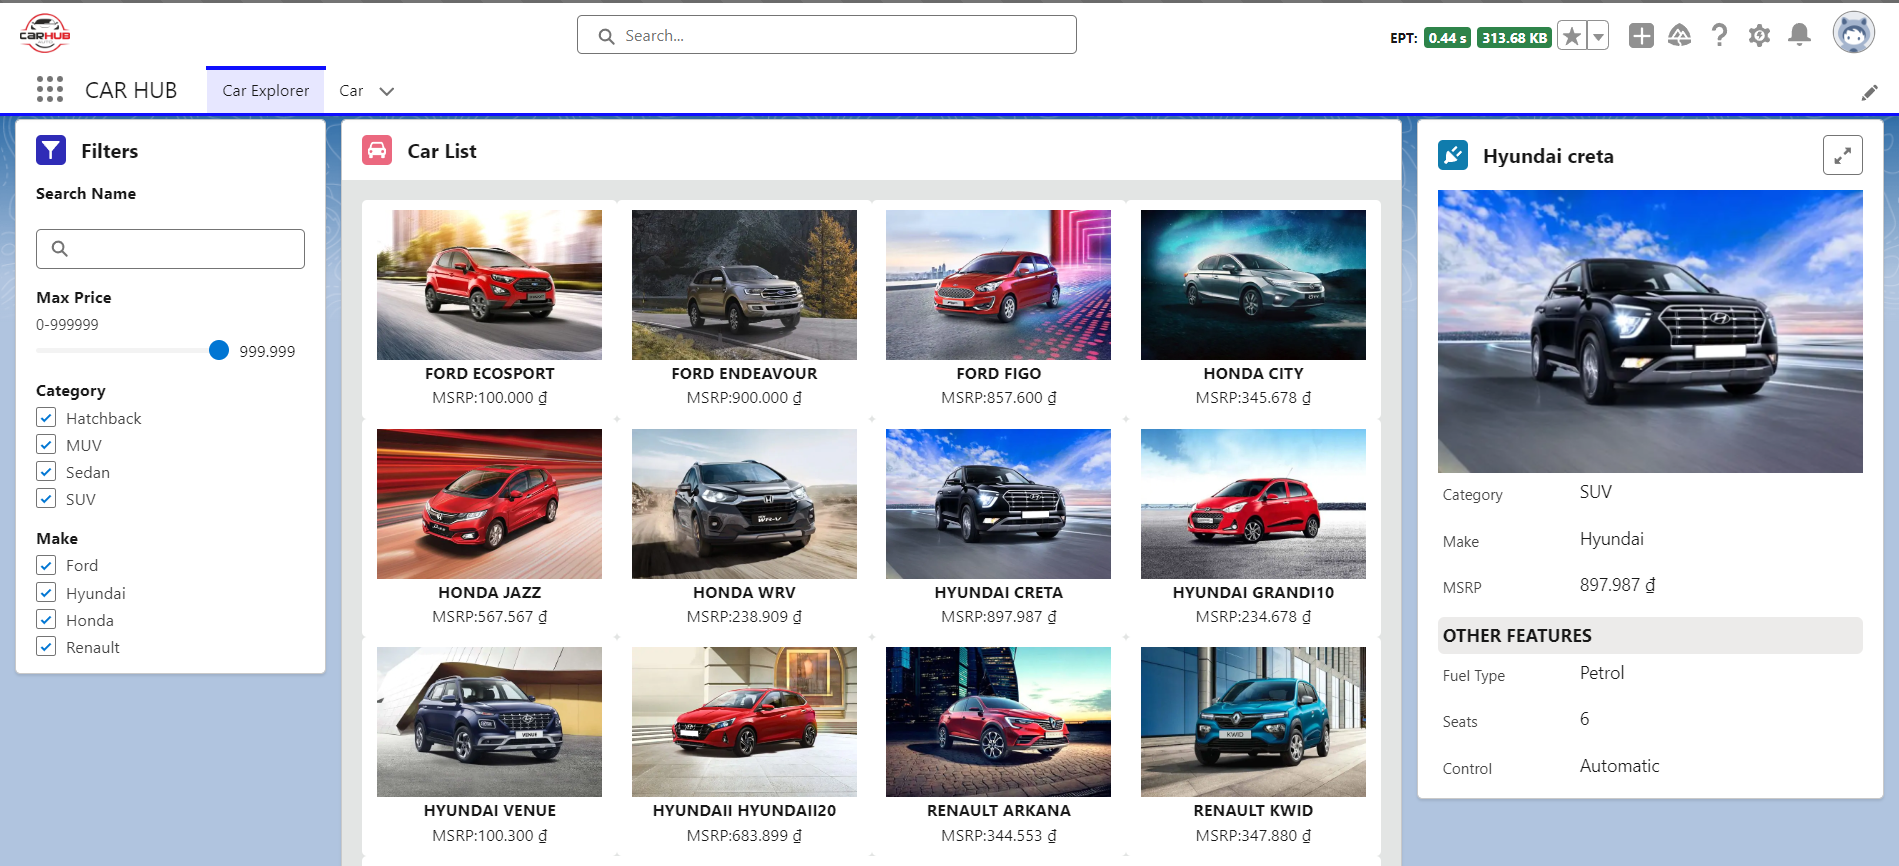 CARHUB
Search...
EPT: 0.44 s 313.68 KB
CAR HUB
Car Explorer
Car
Filters
Search Name
Max Price
0-999999
999.999
Category
Hatchback
MUV
Sedan
SUV
Make
Ford
Hyundai
Honda
Renault
Car List
FORD ECOSPORT
MSRP:100.000 ₫
FORD ENDEAVOUR
MSRP:900.000 ₫
FORD FIGO
MSRP:857.600 ₫
HONDA CITY
MSRP:345.678 ₫
HONDA JAZZ
MSRP:567.567 ₫
WR-V
HONDA WRV
MSRP:238.909 ₫
HYUNDAI CRETA
MSRP:897.987 ₫
HYUNDAI GRANDI10
MSRP:234.678 ₫
VENUE
HYUNDAI VENUE
MSRP:100.300 ₫
HYUNDAII HYUNDAII20
MSRP:683.899 ₫
RENAULT ARKANA
MSRP:344.553 ₫
KWID
RENAULT KWID
MSRP:347.880 ₫
Hyundai creta
Category SUV
Make Hyundai
MSRP 897.987 ₫
OTHER FEATURES
Fuel Type Petrol
Seats 6
Control Automatic